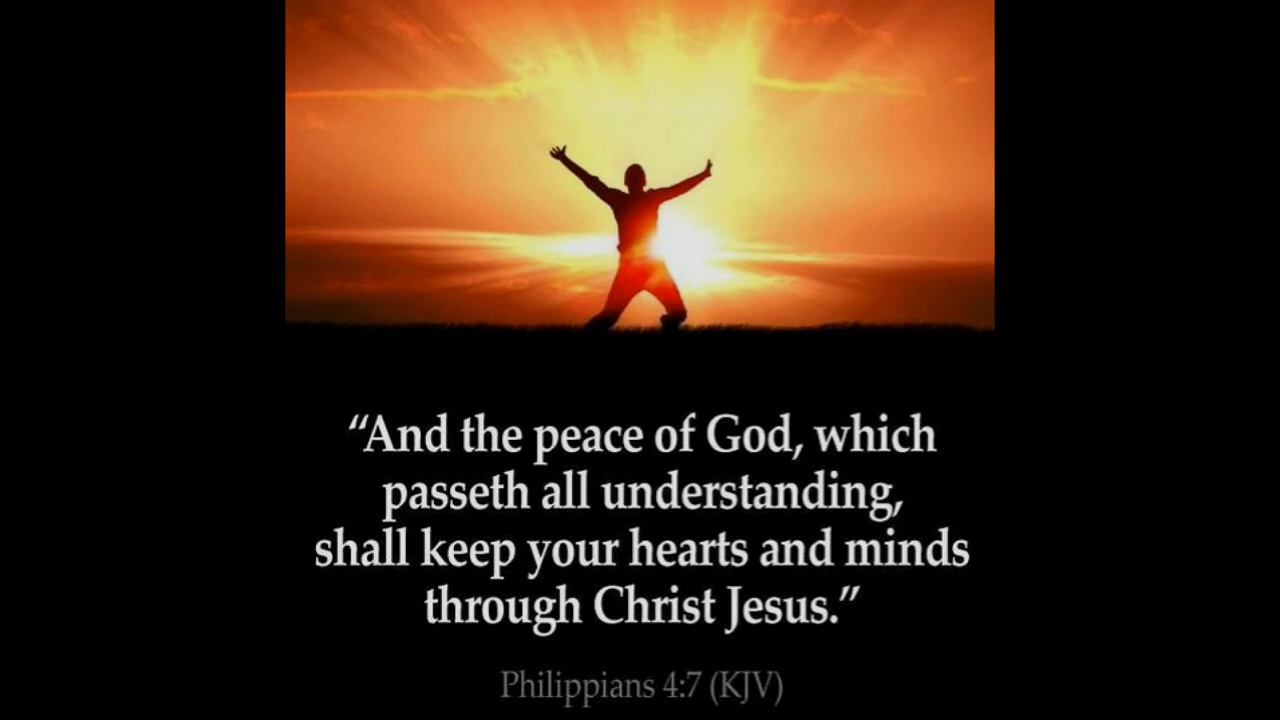 “And the peace of God, which
passeth all understanding,
shall keep your hearts and minds
through Christ Jesus.”
Philippians 4:7 (KJV)